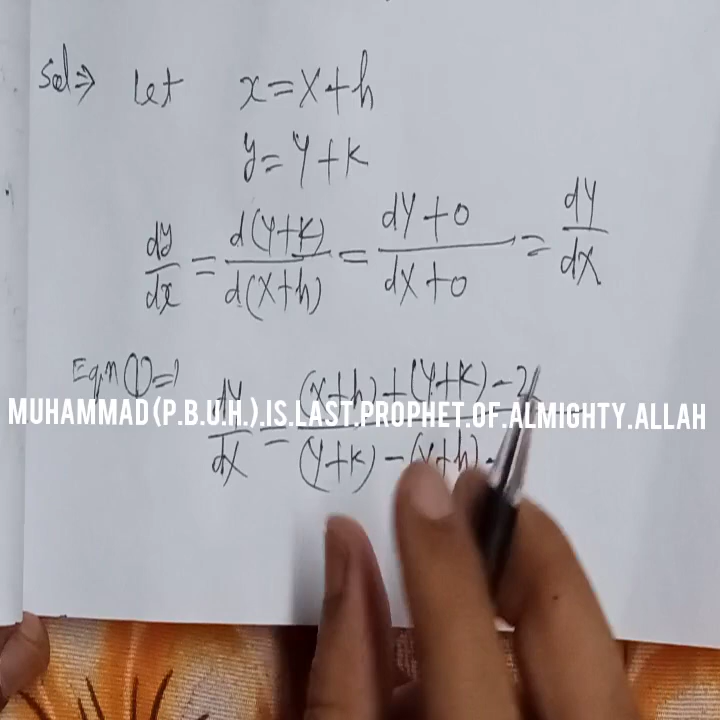 Sol⇒ Let x = X + h
y = Y + k
dy/dx = d(Y+k)/d(X+h) = dY+0/dX+0 = dY/dX
Eqn (1) ⇒ dY/dX = (X+h)+(Y+k)-2/(Y+k)-(X+h)-
MUHAMMAD(P.B.U.H.).IS.LAST.PROPHET.OF.ALMIGHTY.ALLAH